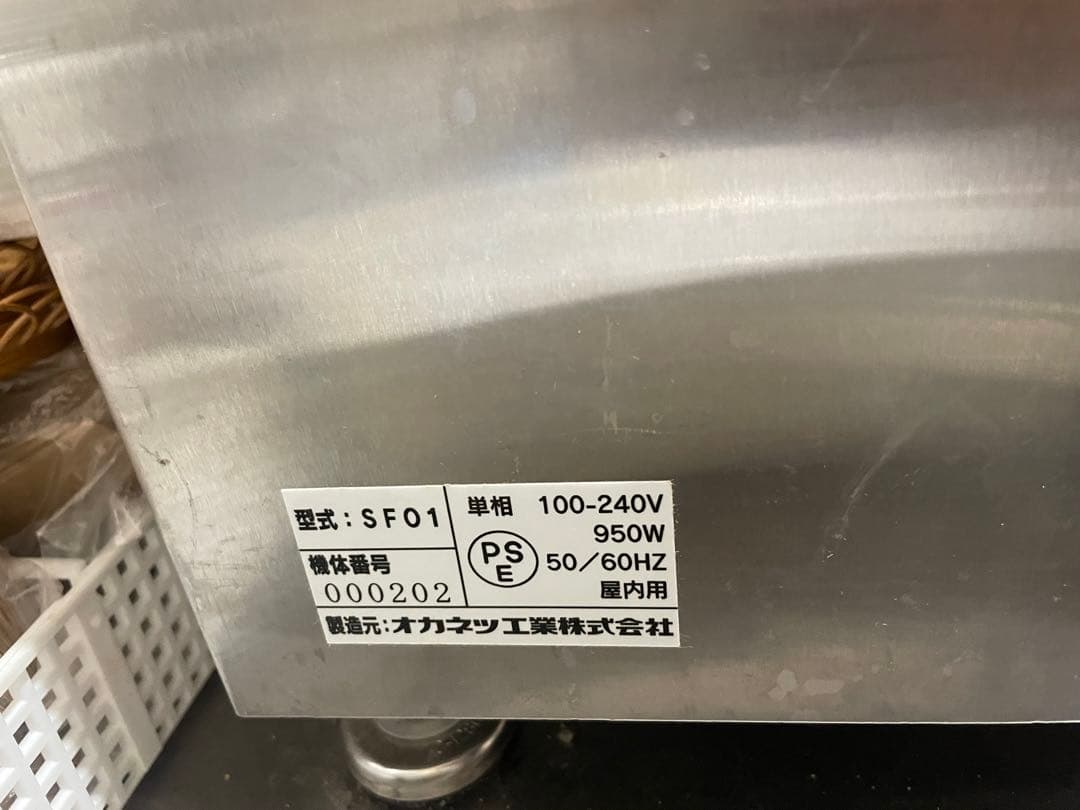 型式：SF01
機体番号
000202
単相 100-240V
950W
PSE 50／60HZ
屋内用
製造元：オカネツ工業株式会社